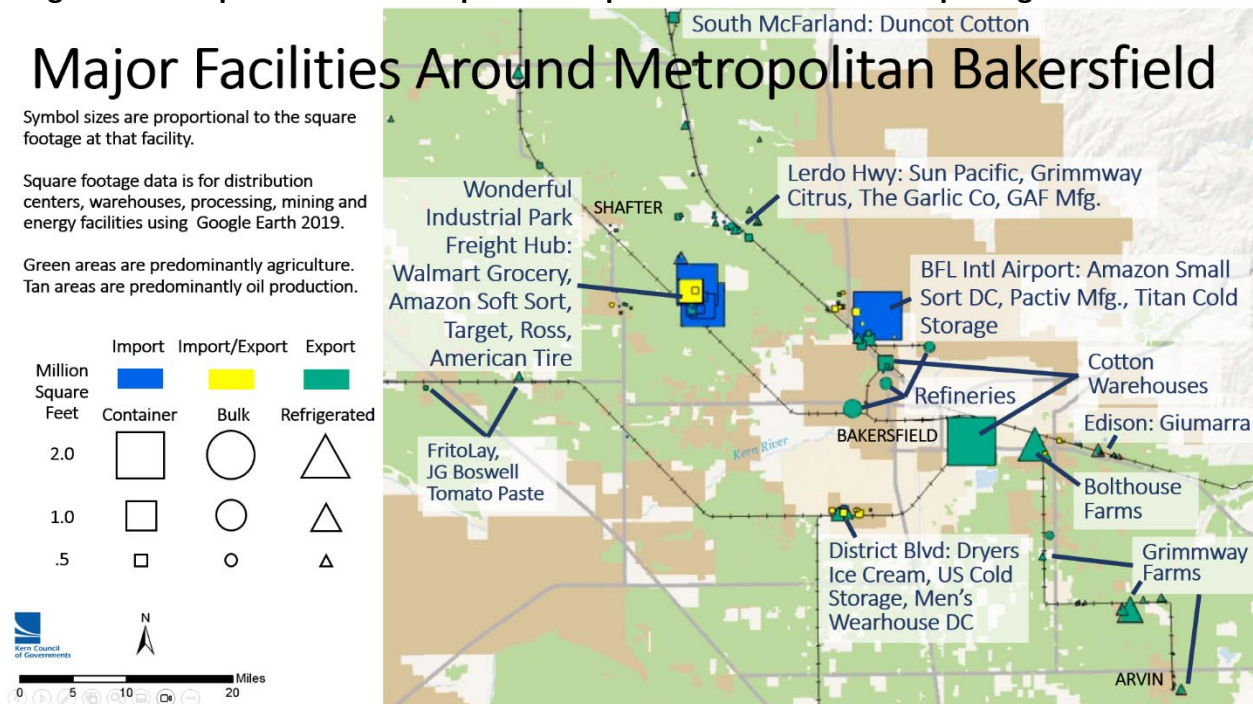 South McFarland: Duncot Cotton
Major Facilities Around Metropolitan Bakersfield
Symbol sizes are proportional to the square
footage at that facility.
Square footage data is for distribution
centers, warehouses, processing, mining and
energy facilities using Google Earth 2019.
Green areas are predominantly agriculture.
Tan areas are predominantly oil production.
Import Import/Export Export
Million
Square
Feet
Container Bulk Refrigerated
2.0
1.0
.5
Kern Council
of Governments
N
Miles
0 5 10 20
Wonderful
Industrial Park
Freight Hub:
Walmart Grocery,
Amazon Soft Sort,
Target, Ross,
American Tire
SHAFTER
Lerdo Hwy: Sun Pacific, Grimmway
Citrus, The Garlic Co, GAF Mfg.
BFL Intl Airport: Amazon Small
Sort DC, Pactiv Mfg., Titan Cold
Storage
Cotton
Warehouses
Refineries
BAKERSFIELD
Kern River
Edison: Giumarra
FritoLay,
JG Boswell
Tomato Paste
Bolthouse
Farms
District Blvd: Dryers
Ice Cream, US Cold
Storage, Men's
Wearhouse DC
Grimmway
Farms
ARVIN